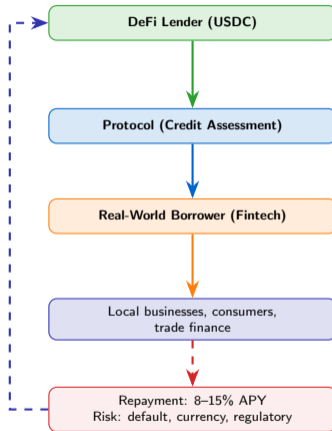 DeFi Lender (USDC)
Protocol (Credit Assessment)
Real-World Borrower (Fintech)
Local businesses, consumers,
trade finance
Repayment: 8–15% APY
Risk: default, currency, regulatory